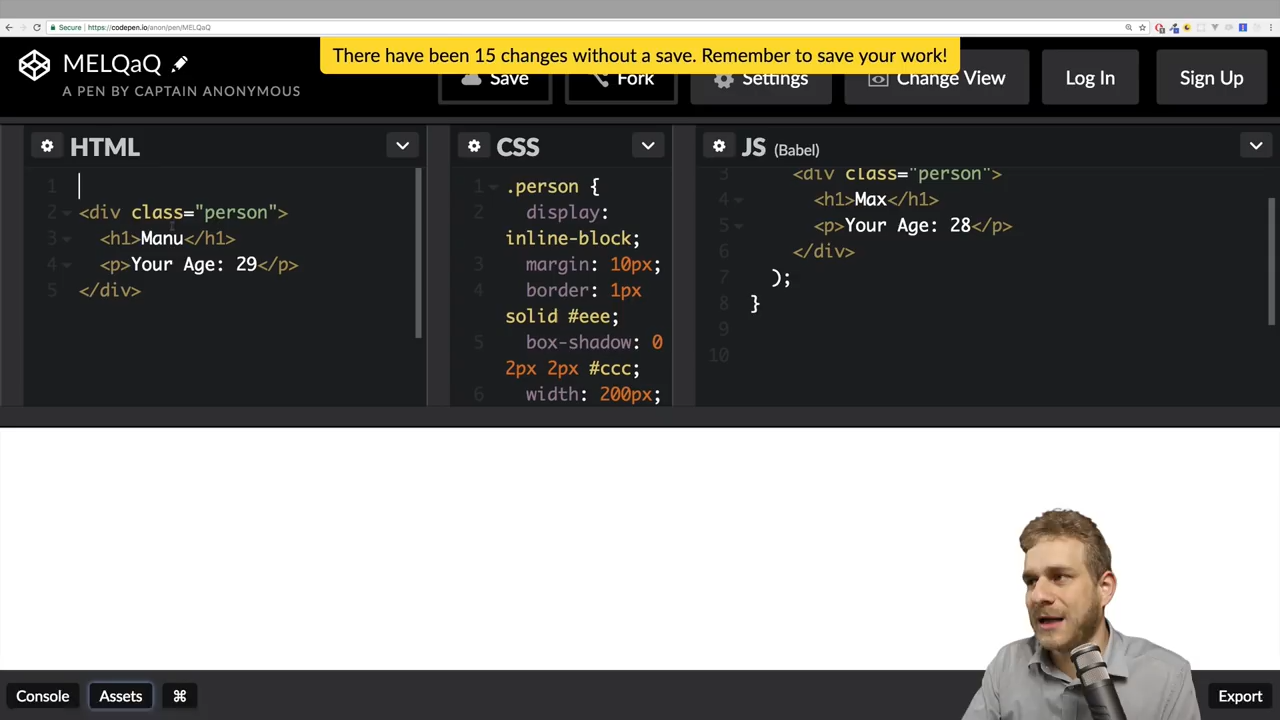 Secure | https://codepen.io/anon/pen/MELQaQ
There have been 15 changes without a save. Remember to save your work!
MELQaQ
A PEN BY CAPTAIN ANONYMOUS
Save
Fork
Settings
Change View
Log In
Sign Up
HTML
1
2 <div class="person">
3 <h1>Manu</h1>
4 <p>Your Age: 29</p>
5 </div>
CSS
1 .person {
2 display:
inline-block;
3 margin: 10px;
4 border: 1px
solid #eee;
5 box-shadow: 0
2px 2px #ccc;
6 width: 200px;
JS (Babel)
3 <div class="person">
4 <h1>Max</h1>
5 <p>Your Age: 28</p>
6 </div>
7 );
8 }
9
10
Console
Assets
⌘
Export